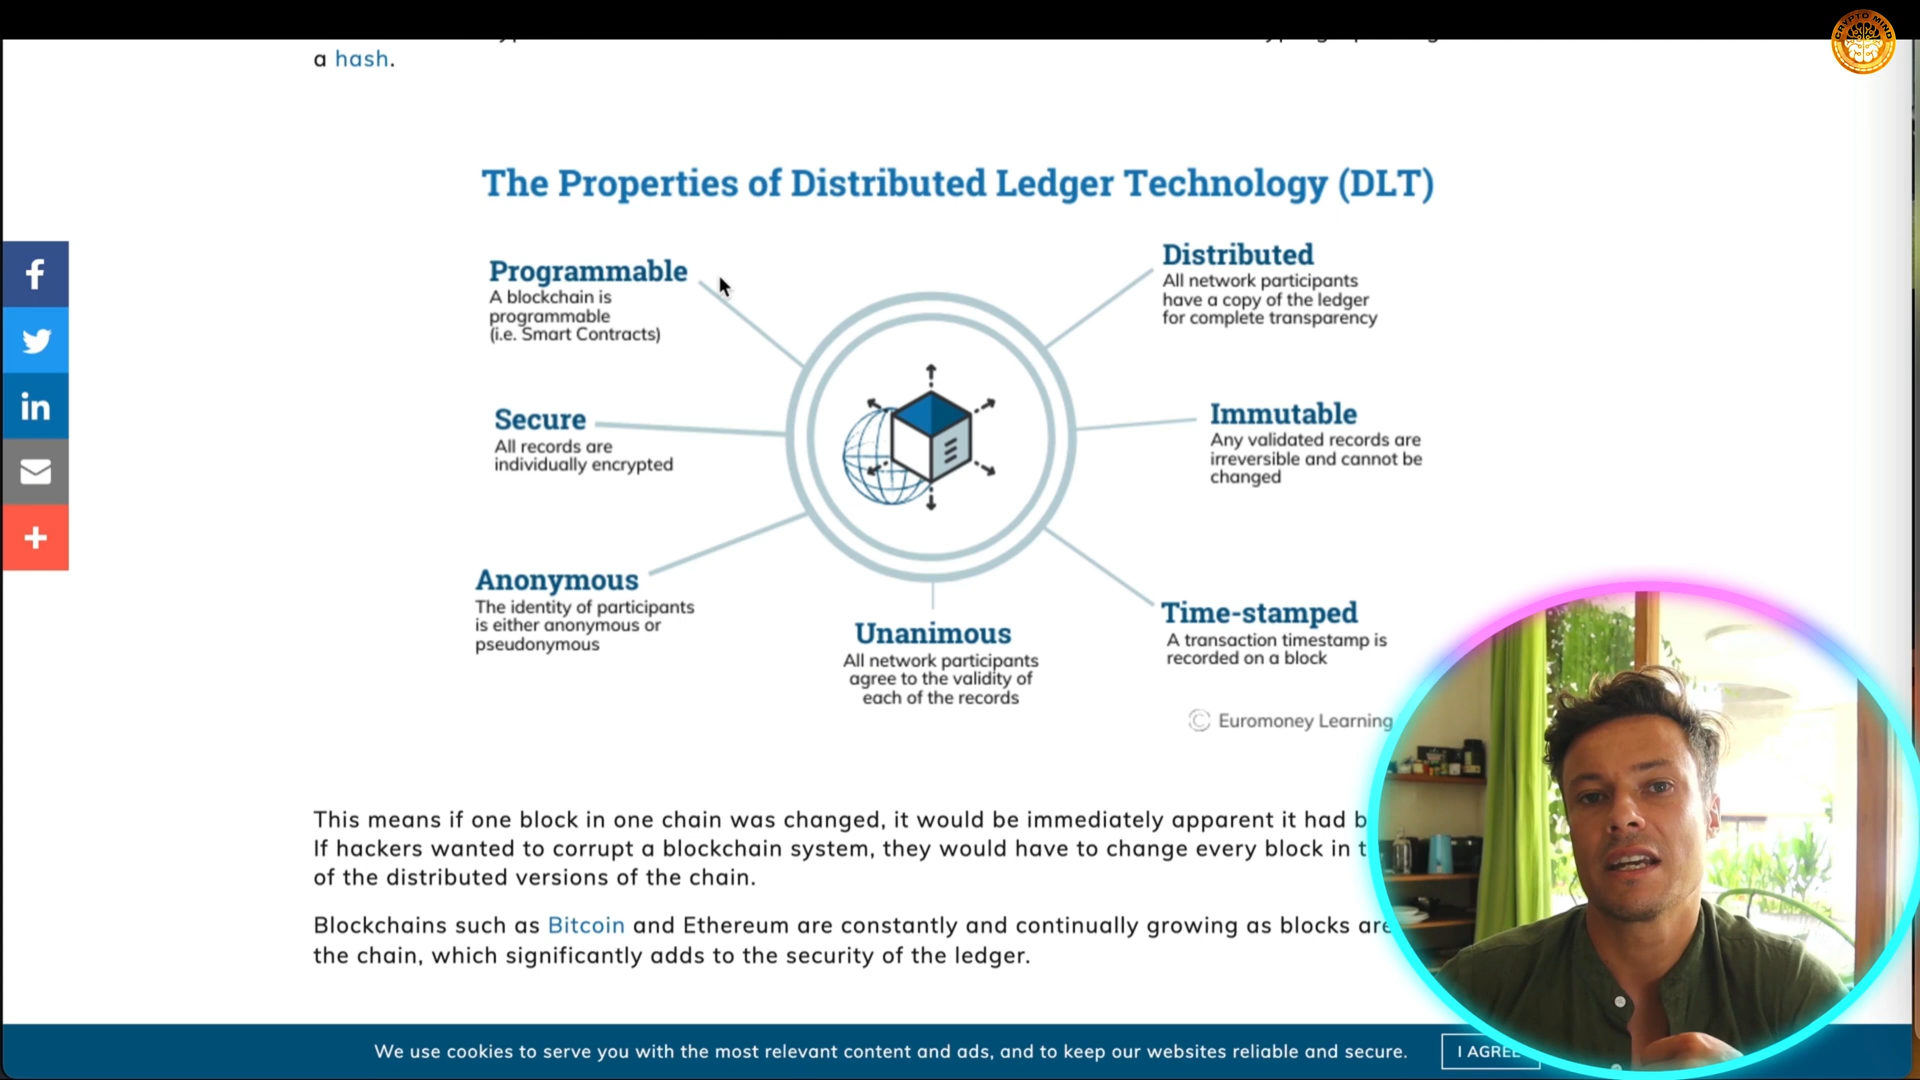 CRYPTO MIND
a hash.
The Properties of Distributed Ledger Technology (DLT)
Programmable
A blockchain is
programmable
(i.e. Smart Contracts)
Distributed
All network participants
have a copy of the ledger
for complete transparency
Secure
All records are
individually encrypted
Immutable
Any validated records are
irreversible and cannot be
changed
Anonymous
The identity of participants
is either anonymous or
pseudonymous
Unanimous
All network participants
agree to the validity of
each of the records
Time-stamped
A transaction timestamp is
recorded on a block
© Euromoney Learning
This means if one block in one chain was changed, it would be immediately apparent it had b
If hackers wanted to corrupt a blockchain system, they would have to change every block in t
of the distributed versions of the chain.
Blockchains such as Bitcoin and Ethereum are constantly and continually growing as blocks are
the chain, which significantly adds to the security of the ledger.
We use cookies to serve you with the most relevant content and ads, and to keep our websites reliable and secure.
I AGREE